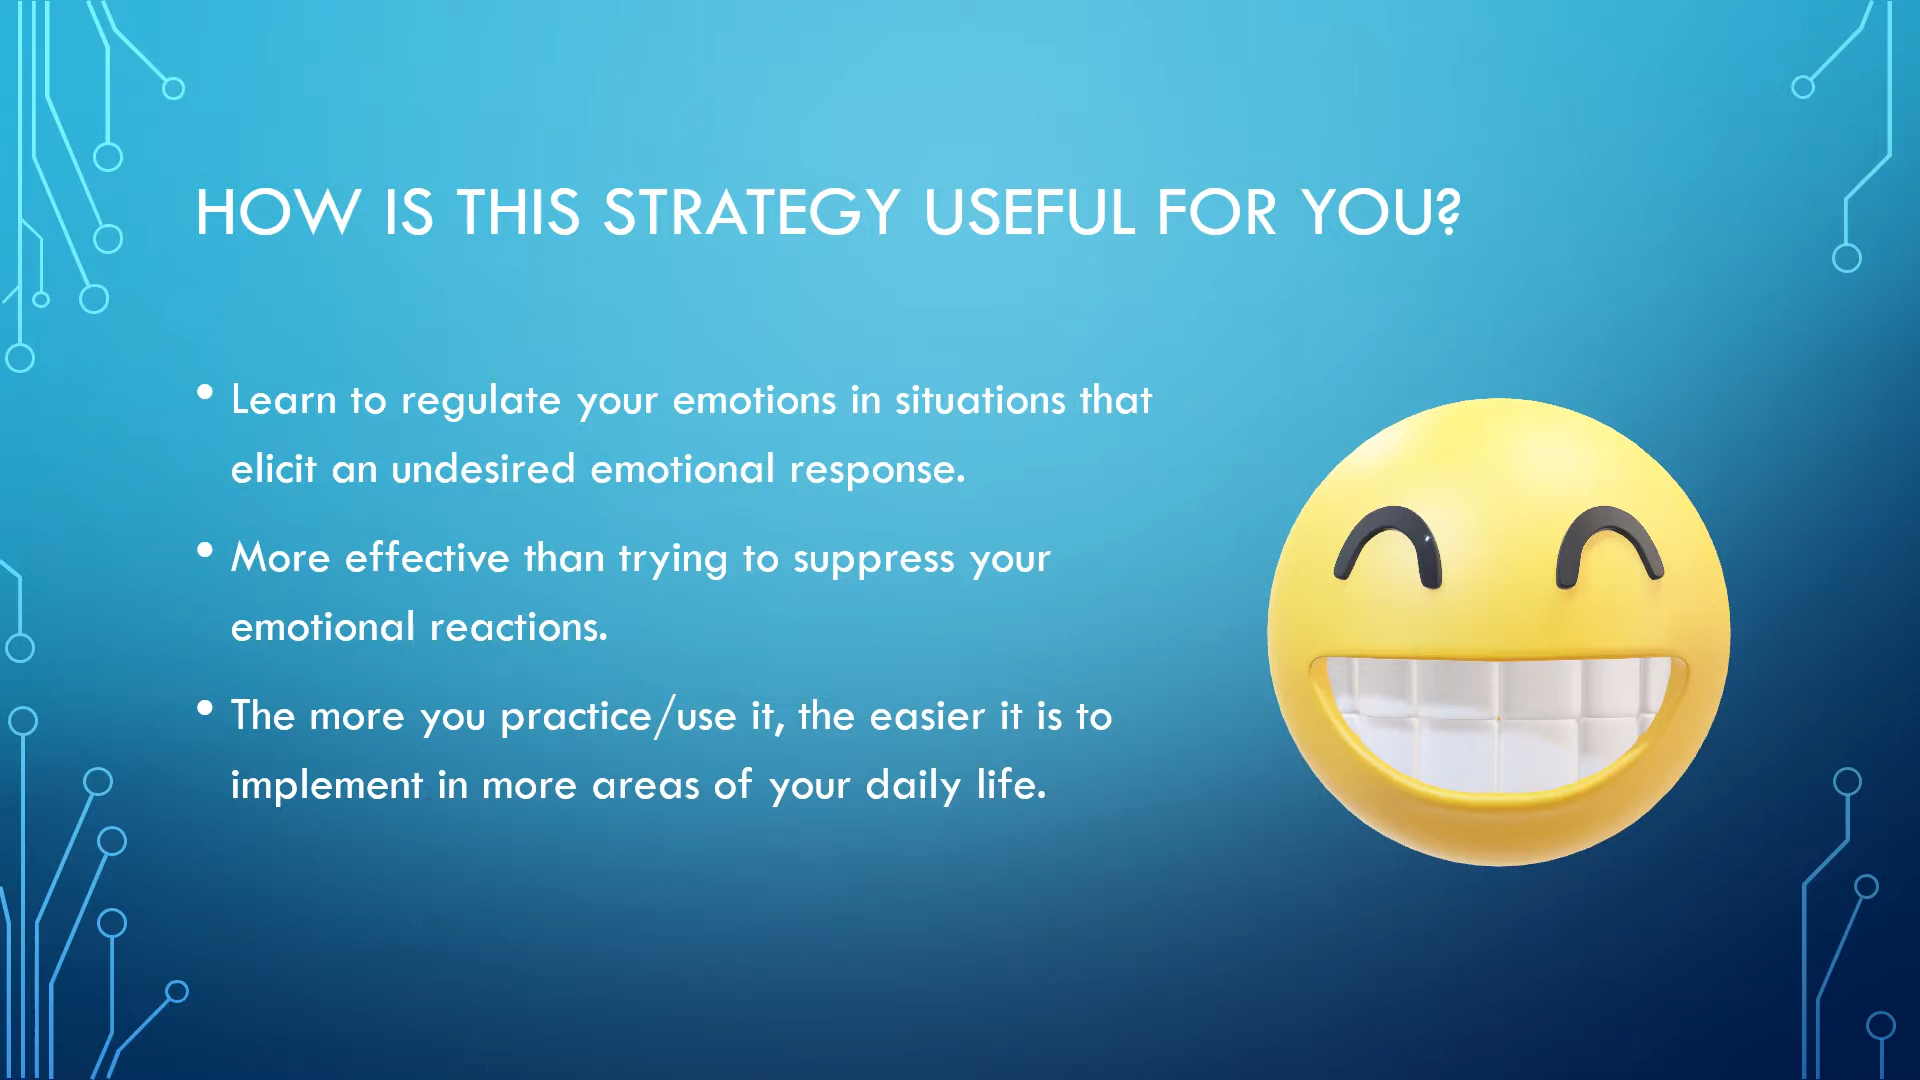 HOW IS THIS STRATEGY USEFUL FOR YOU?
• Learn to regulate your emotions in situations that
elicit an undesired emotional response.
• More effective than trying to suppress your
emotional reactions.
• The more you practice/use it, the easier it is to
implement in more areas of your daily life.